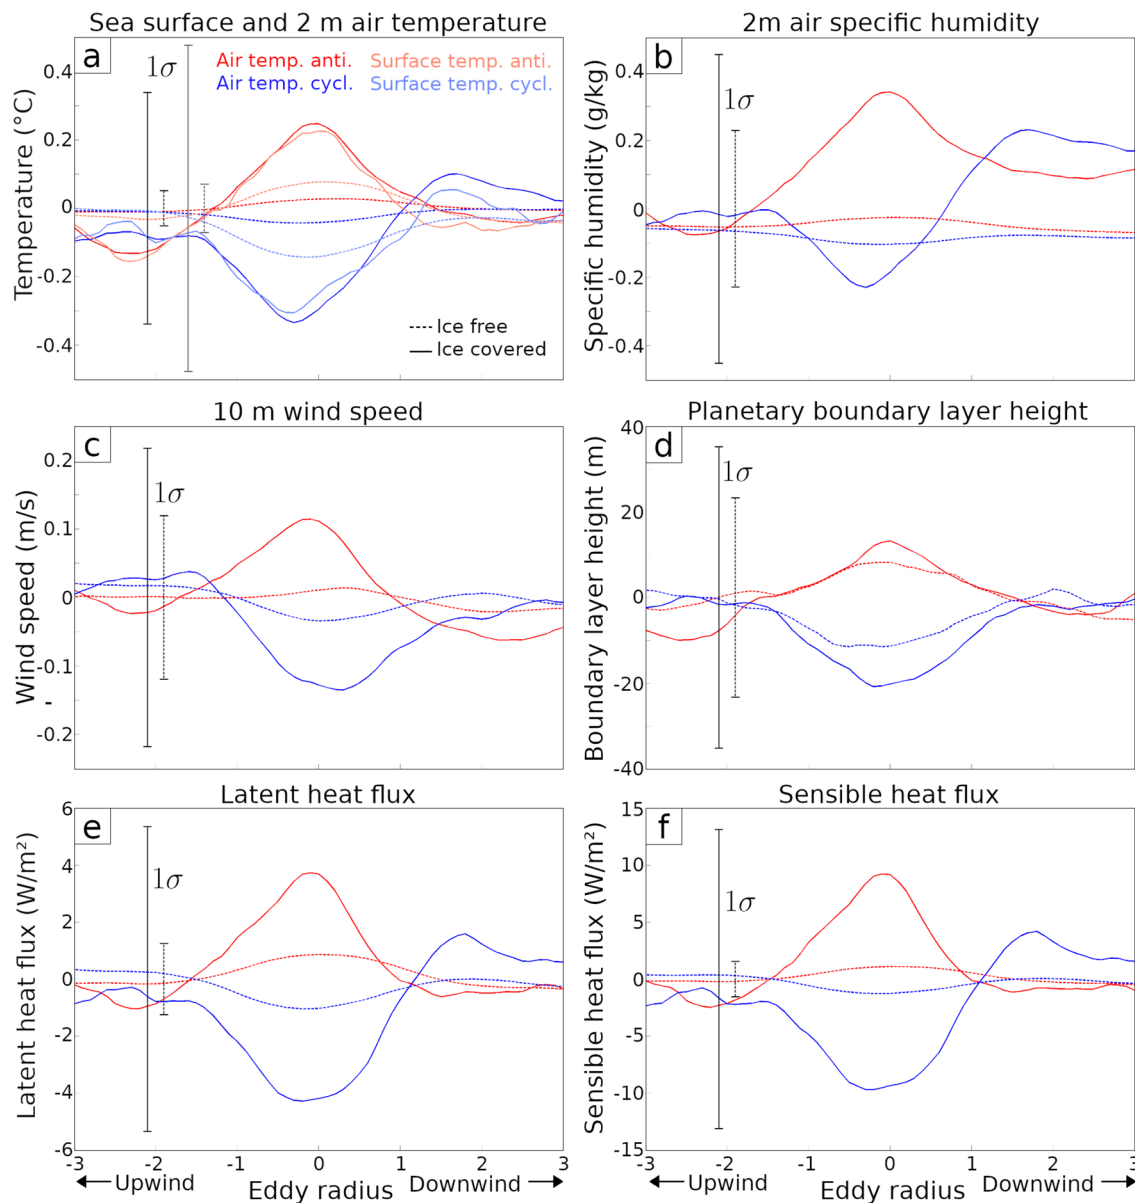 Sea surface and 2 m air temperature
a
1σ
Air temp. anti. Surface temp. anti.
Air temp. cycl. Surface temp. cycl.
Temperature (°C)
0.4
0.2
0
-0.2
-0.4
Ice free
Ice covered
2m air specific humidity
b
1σ
Specific humidity (g/kg)
0.4
0.2
0
-0.2
-0.4
10 m wind speed
c
1σ
Wind speed (m/s)
0.2
0.1
0
-0.1
-0.2
Planetary boundary layer height
d
1σ
Boundary layer height (m)
40
20
0
-20
-40
Latent heat flux
e
1σ
Latent heat flux (W/m²)
6
4
2
0
-2
-4
-6
-3 -2 -1 0 1 2 3
Upwind Eddy radius Downwind
Sensible heat flux
f
1σ
Sensible heat flux (W/m²)
15
10
5
0
-5
-10
-15
-3 -2 -1 0 1 2 3
Upwind Eddy radius Downwind